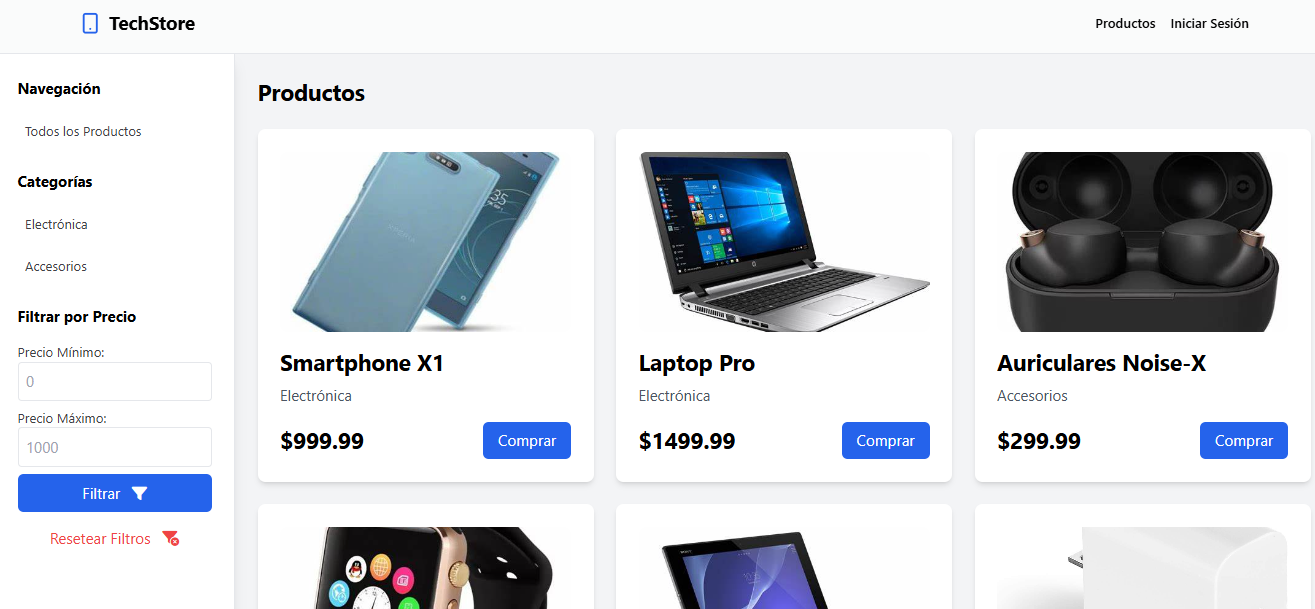 TechStore
Productos Iniciar Sesión
Navegación
Todos los Productos
Categorías
Electrónica
Accesorios
Filtrar por Precio
Precio Mínimo:
0
Precio Máximo:
1000
Filtrar
Resetear Filtros
Productos
Smartphone X1
Electrónica
$999.99 Comprar
Laptop Pro
Electrónica
$1499.99 Comprar
Auriculares Noise-X
Accesorios
$299.99 Comprar